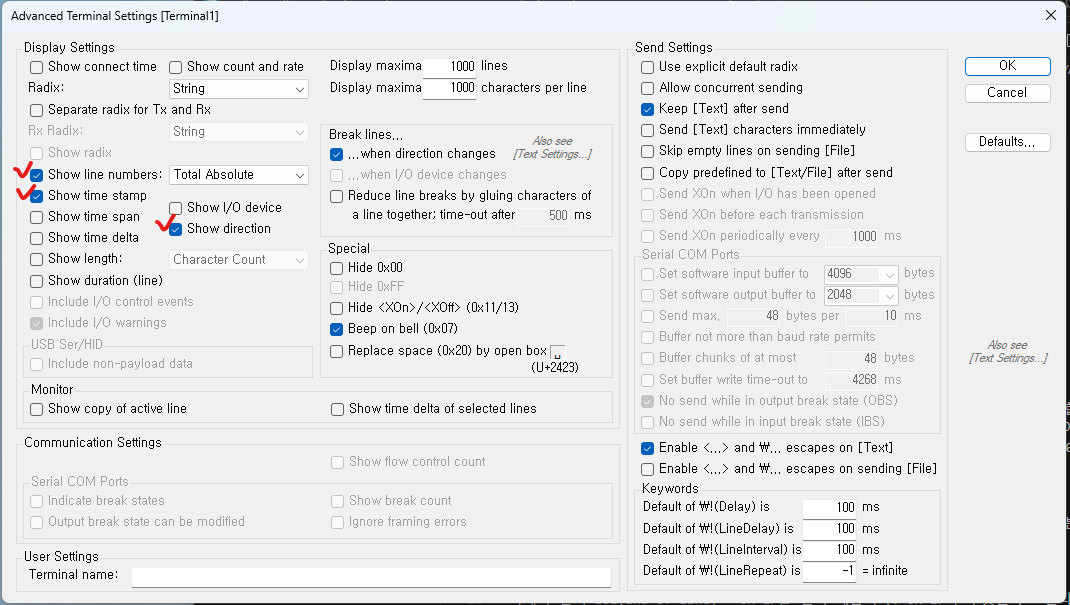 Advanced Terminal Settings [Terminal1]
Display Settings
Show connect time
Show count and rate
Radix:
String
Separate radix for Tx and Rx
Rx Radix:
String
Show radix
Show line numbers:
Total Absolute
Show time stamp
Show I/O device
Show time span
Show direction
Show time delta
Show length:
Character Count
Show duration (line)
Include I/O control events
Include I/O warnings
USB Ser/HID
Include non-payload data
Display maximal 1000 lines
Display maximal 1000 characters per line
Break lines...
Also see
[Text Settings...]
...when direction changes
...when I/O device changes
Reduce line breaks by gluing characters of
a line together; time-out after 500 ms
Special
Hide 0x00
Hide 0xFF
Hide <XOn>/<XOff> (0x11/13)
Beep on bell (0x07)
Replace space (0x20) by open box ␣
(U+2423)
Monitor
Show copy of active line
Show time delta of selected lines
Communication Settings
Show flow control count
Serial COM Ports
Indicate break states
Show break count
Output break state can be modified
Ignore framing errors
User Settings
Terminal name:
Send Settings
Use explicit default radix
Allow concurrent sending
Keep [Text] after send
Send [Text] characters immediately
Skip empty lines on sending [File]
Copy predefined to [Text/File] after send
Send XOn when I/O has been opened
Send XOn before each transmission
Send XOn periodically every 1000 ms
Serial COM Ports
Set software input buffer to 4096 bytes
Set software output buffer to 2048 bytes
Send max. 48 bytes per 10 ms
Buffer not more than baud rate permits
Buffer chunks of at most 48 bytes
Set buffer write time-out to 4268 ms
No send while in output break state (OBS)
No send while in input break state (IBS)
Enable <...> and ₩... escapes on [Text]
Enable <...> and ₩... escapes on sending [File]
Keywords
Default of ₩!(Delay) is 100 ms
Default of ₩!(LineDelay) is 100 ms
Default of ₩!(LineInterval) is 100 ms
Default of ₩!(LineRepeat) is -1 = infinite
OK
Cancel
Defaults...
Also see
[Text Settings...]